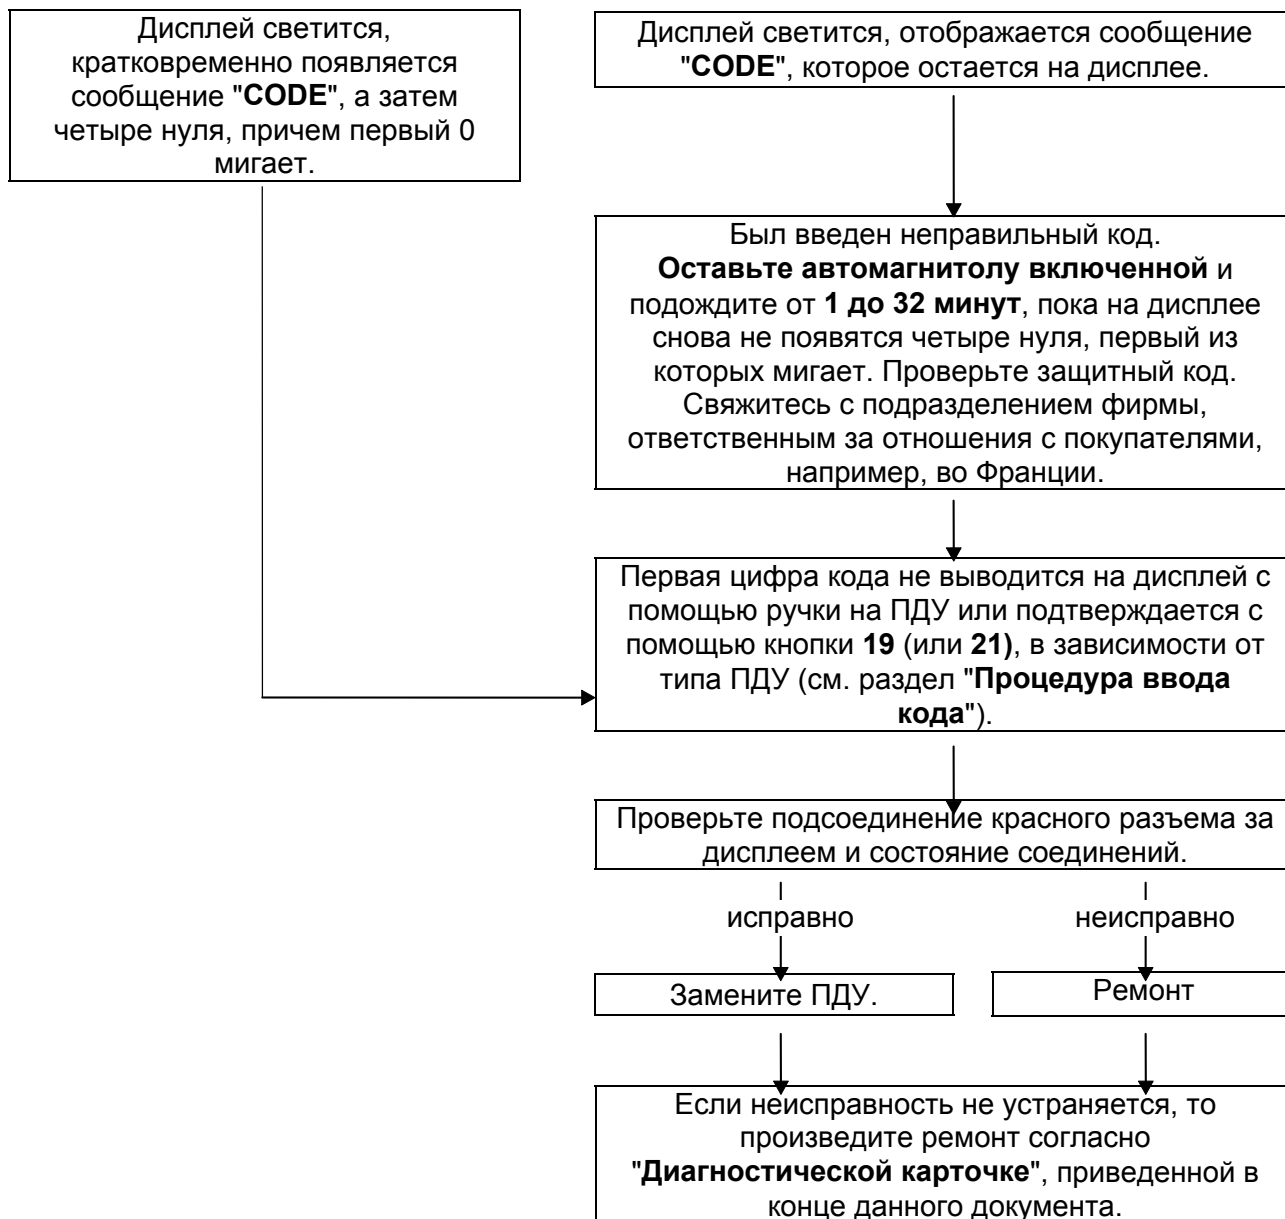 Дисплей светится,
кратковременно появляется
сообщение "CODE", а затем
четыре нуля, причем первый 0
мигает.
Дисплей светится, отображается сообщение
"CODE", которое остается на дисплее.
Был введен неправильный код.
Оставьте автомагнитолу включенной и
подождите от 1 до 32 минут, пока на дисплее
снова не появятся четыре нуля, первый из
которых мигает. Проверьте защитный код.
Свяжитесь с подразделением фирмы,
ответственным за отношения с покупателями,
например, во Франции.
Первая цифра кода не выводится на дисплей с
помощью ручки на ПДУ или подтверждается с
помощью кнопки 19 (или 21), в зависимости от
типа ПДУ (см. раздел "Процедура ввода
кода").
Проверьте подсоединение красного разъема за
дисплеем и состояние соединений.
исправно
неисправно
Замените ПДУ.
Ремонт
Если неисправность не устраняется, то
произведите ремонт согласно
"Диагностической карточке", приведенной в
конце данного документа.